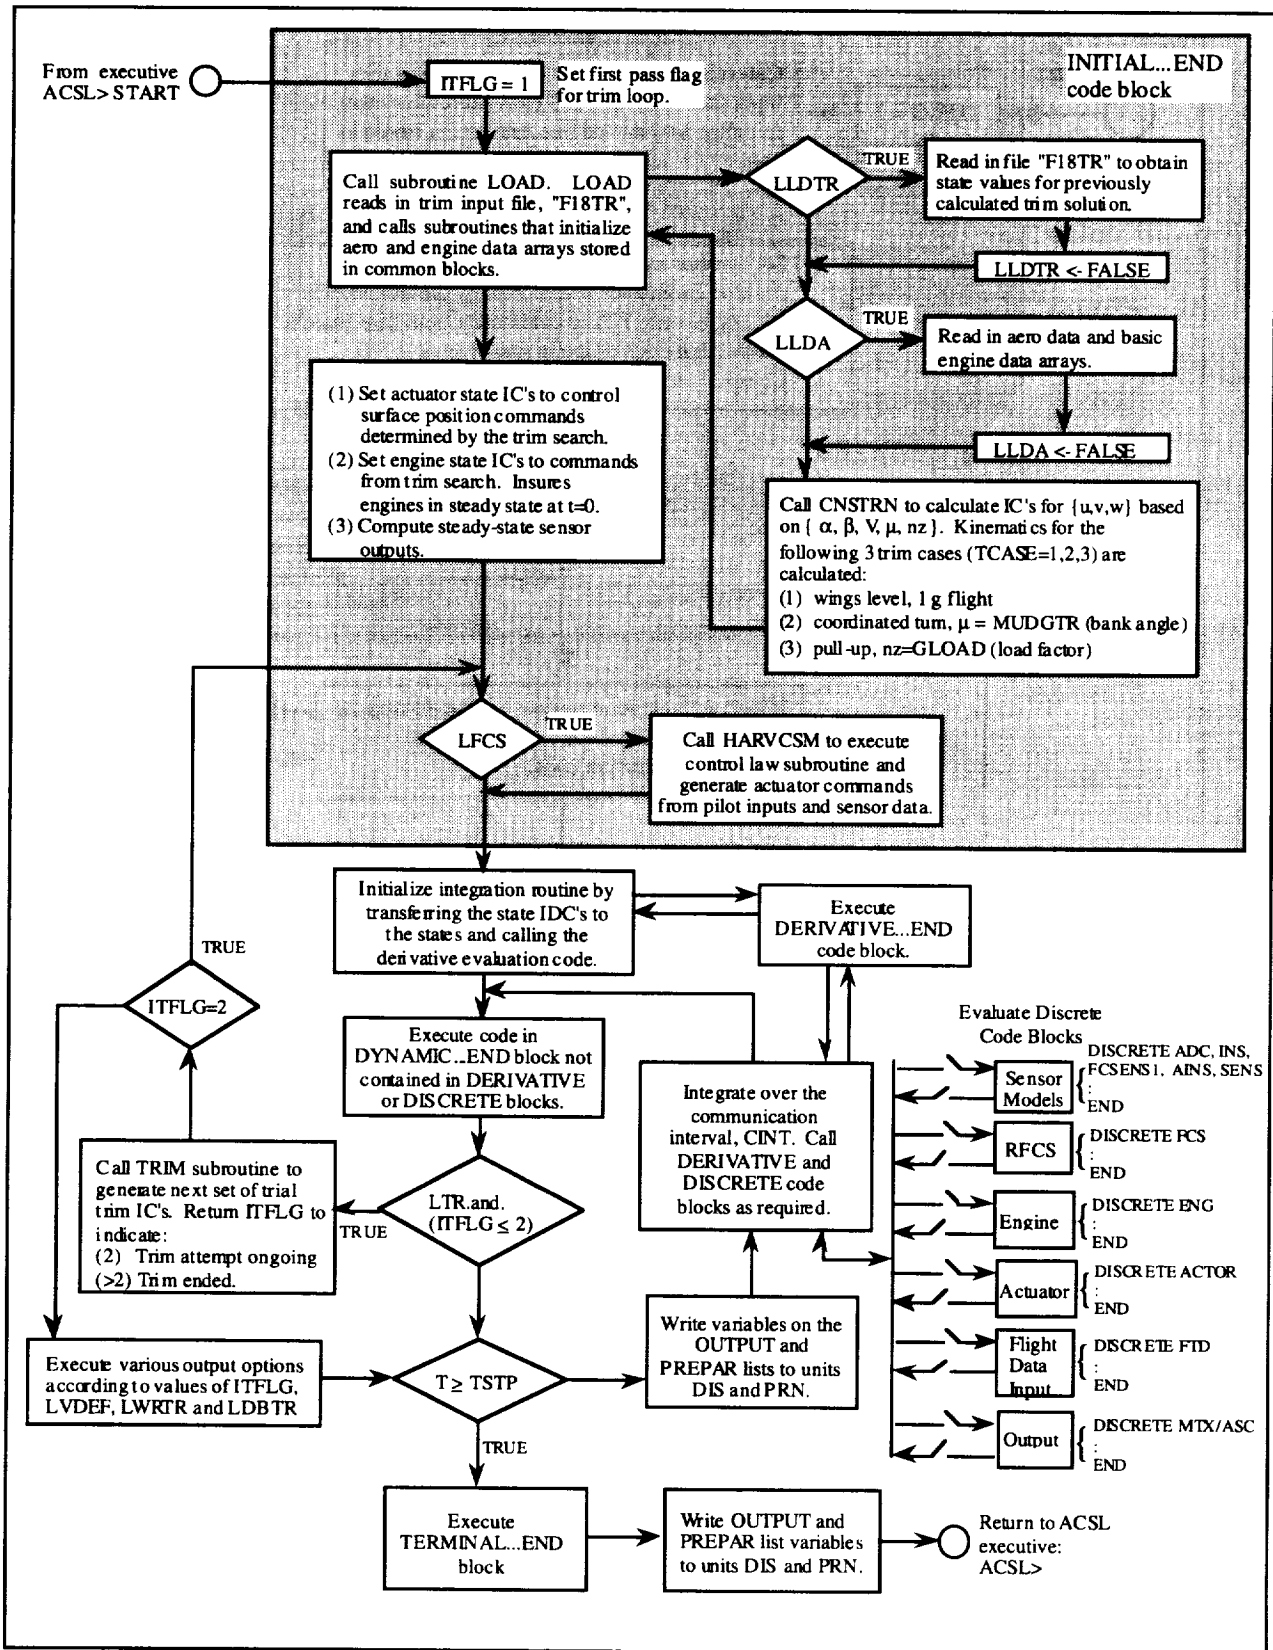 From executive
ACSL> START
ITFLG = 1
Set first pass flag
for trim loop.
INITIAL...END
code block
Call subroutine LOAD. LOAD
reads in trim input file, "F18TR",
and calls subroutines that initialize
aero and engine data arrays stored
in common blocks.
LLDTR
TRUE
Read in file "F18TR" to obtain
state values for previously
calculated trim solution.
LLDTR <- FALSE
LLDA
TRUE
Read in aero data and basic
engine data arrays.
LLDA <- FALSE
(1) Set actuator state IC's to control
surface position commands
determined by the trim search.
(2) Set engine state IC's to commands
from trim search. Insures
engines in steady state at t=0.
(3) Compute steady-state sensor
outputs.
Call CNSTRN to calculate IC's for {u,v,w} based
on { α, β, V, μ, nz }. Kinematics for the
following 3 trim cases (TCASE=1,2,3) are
calculated:
(1) wings level, 1 g flight
(2) coordinated turn, μ = MUDGTR (bank angle)
(3) pull-up, nz=GLOAD (load factor)
LFCS
TRUE
Call HARVCSM to execute
control law subroutine and
generate actuator commands
from pilot inputs and sensor data.
Initialize integration routine by
transferring the state IDC's to
the states and calling the
derivative evaluation code.
Execute
DERIVATIVE...END
code block.
TRUE
ITFLG=2
Execute code in
DYNAMIC...END block not
contained in DERIVATIVE
or DISCRETE blocks.
Integrate over the
communication
interval, CINT. Call
DERIVATIVE and
DISCRETE code
blocks as required.
Evaluate Discrete
Code Blocks
Sensor
Models
DISCRETE ADC, INS,
FCSENS1, AINS, SENS
:
END
RFCS
DISCRETE FCS
:
END
Engine
DISCRETE ENG
:
END
Actuator
DISCRETE ACTOR
:
END
Flight
Data
Input
DISCRETE FTD
:
END
Output
DISCRETE MTX/ASC
:
END
Call TRIM subroutine to
generate next set of trial
trim IC's. Return ITFLG to
indicate:
(2) Trim attempt ongoing
(>2) Trim ended.
TRUE
LTR.and.
(ITFLG ≤ 2)
Execute various output options
according to values of ITFLG,
LVDEF, LWRTR and LDBTR
T ≥ TSTP
TRUE
Write variables on the
OUTPUT and
PREPAR lists to units
DIS and PRN.
Execute
TERMINAL...END
block
Write OUTPUT and
PREPAR list variables
to units DIS and PRN.
Return to ACSL
executive:
ACSL>